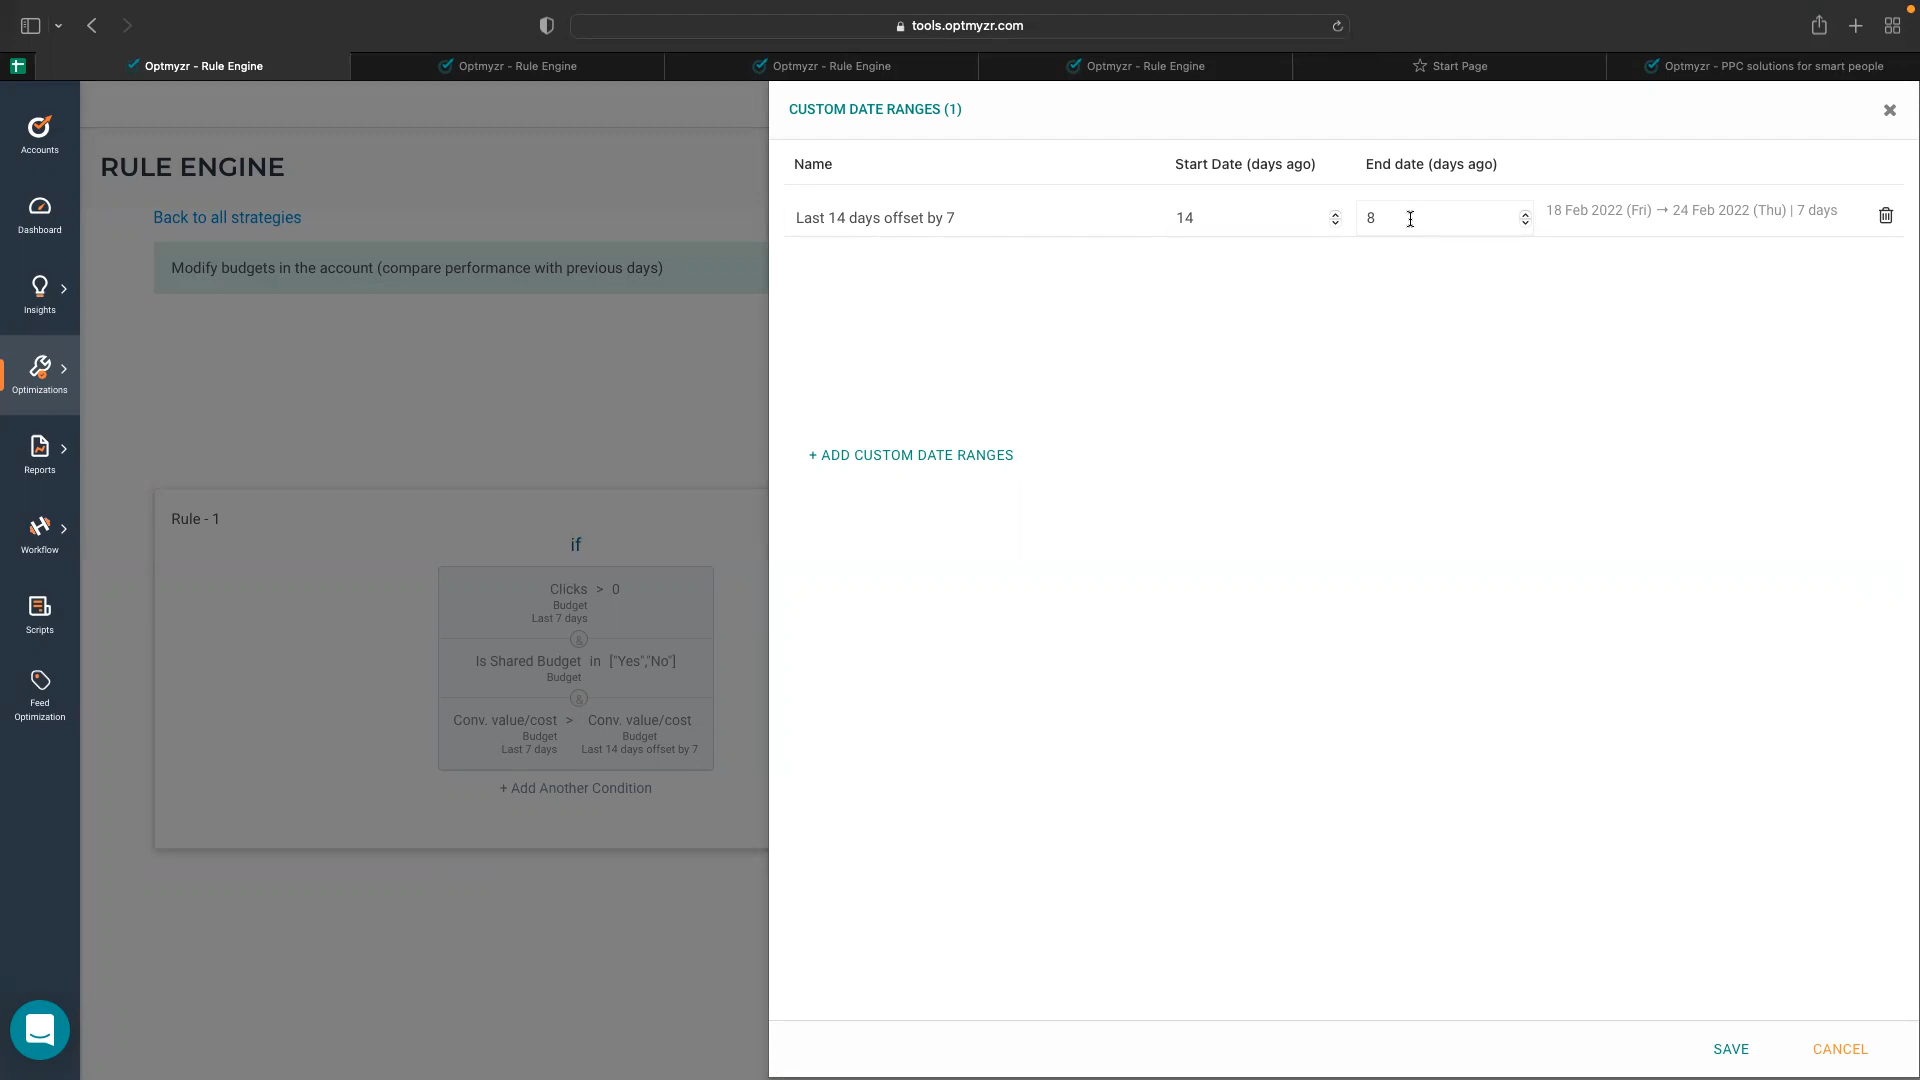 tools.optmyzr.com
Optmyzr - Rule Engine
Optmyzr - Rule Engine
Optmyzr - Rule Engine
Optmyzr - Rule Engine
Start Page
Optmyzr - PPC solutions for smart people
Accounts
Dashboard
Insights
Optimizations
Reports
Workflow
Scripts
Feed
Optimization
RULE ENGINE
Back to all strategies
Modify budgets in the account (compare performance with previous days)
Rule - 1
if
Clicks > 0
Budget
Last 7 days
&
Is Shared Budget in ["Yes","No"]
Budget
&
Conv. value/cost > Conv. value/cost
Budget Budget
Last 7 days Last 14 days offset by 7
+ Add Another Condition
CUSTOM DATE RANGES (1)
Name Start Date (days ago) End date (days ago)
Last 14 days offset by 7 14 8 18 Feb 2022 (Fri) → 24 Feb 2022 (Thu) | 7 days
+ ADD CUSTOM DATE RANGES
SAVE CANCEL